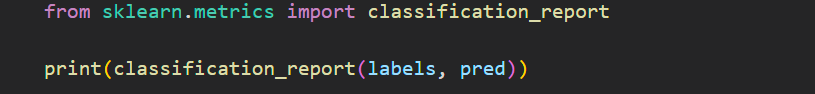 from sklearn.metrics import classification_report
print(classification_report(labels, pred))